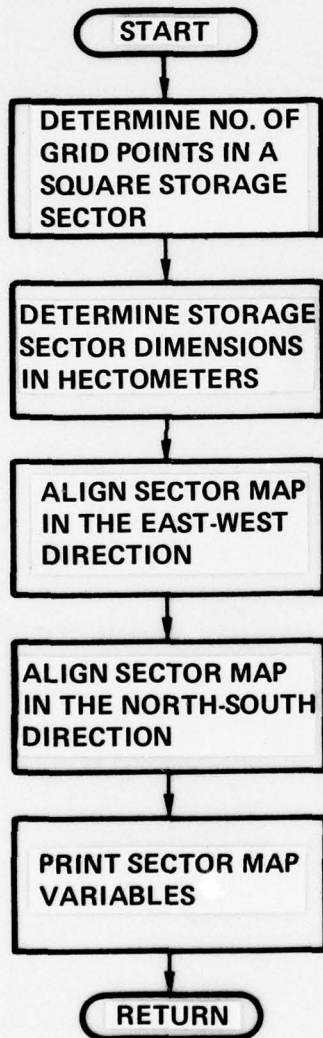 START
DETERMINE NO. OF
GRID POINTS IN A
SQUARE STORAGE
SECTOR
DETERMINE STORAGE
SECTOR DIMENSIONS
IN HECTOMETERS
ALIGN SECTOR MAP
IN THE EAST-WEST
DIRECTION
ALIGN SECTOR MAP
IN THE NORTH-SOUTH
DIRECTION
PRINT SECTOR MAP
VARIABLES
RETURN